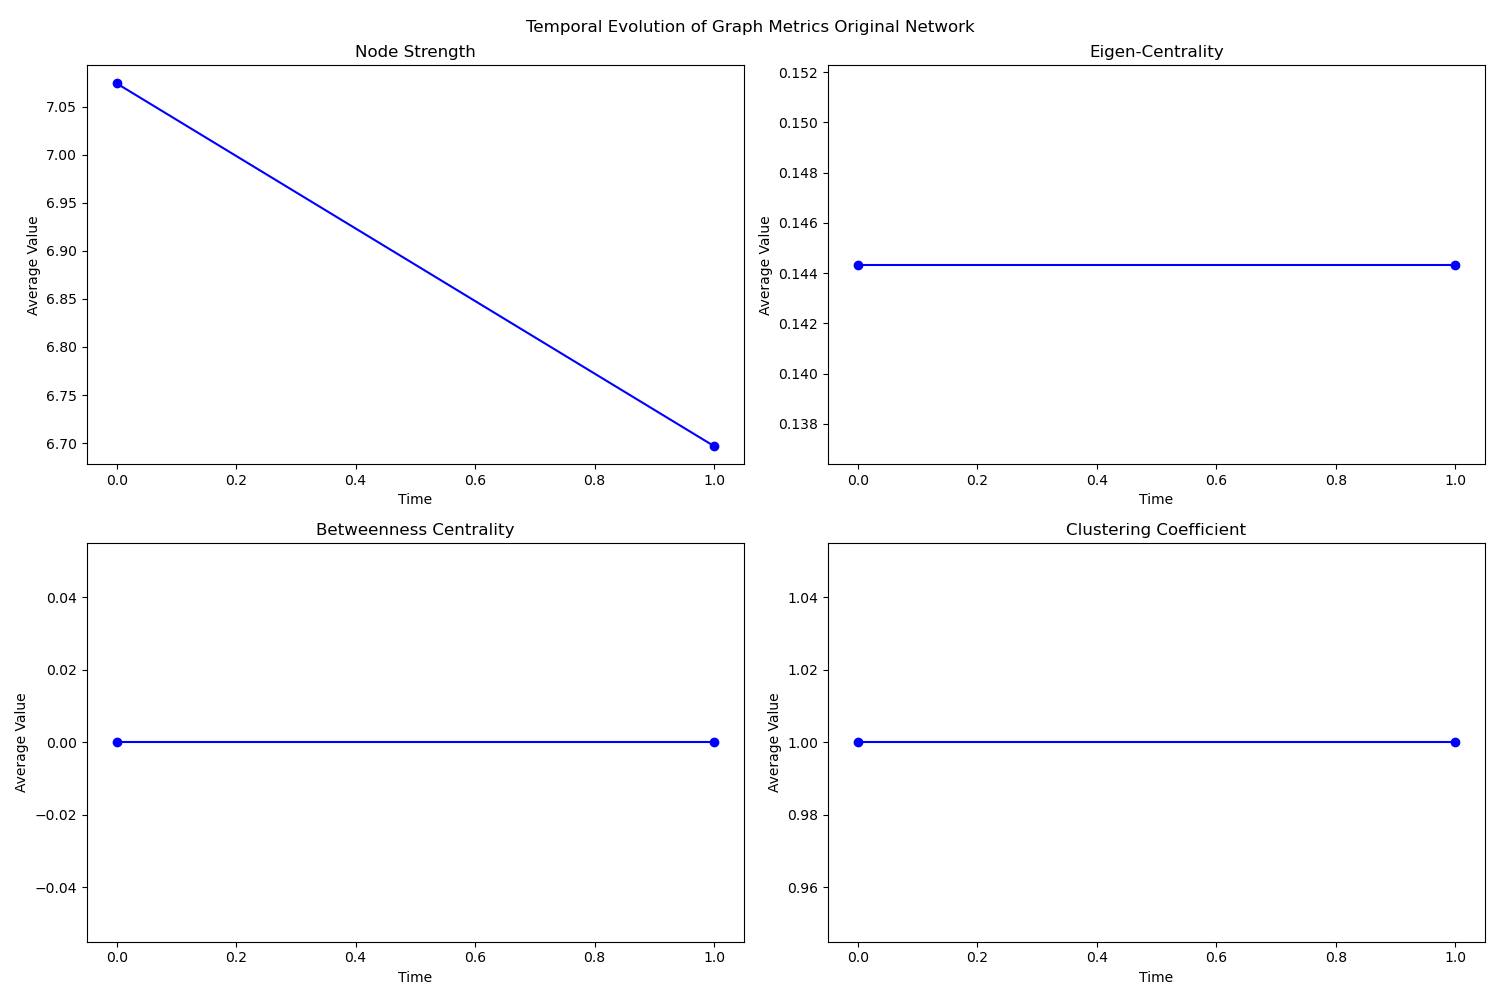 Temporal Evolution of Graph Metrics Original Network
Node Strength
Average Value
7.05
7.00
6.95
6.90
6.85
6.80
6.75
6.70
0.0 0.2 0.4 0.6 0.8 1.0
Time
Eigen-Centrality
Average Value
0.152
0.150
0.148
0.146
0.144
0.142
0.140
0.138
0.0 0.2 0.4 0.6 0.8 1.0
Time
Betweenness Centrality
Average Value
0.04
0.02
0.00
−0.02
−0.04
0.0 0.2 0.4 0.6 0.8 1.0
Time
Clustering Coefficient
Average Value
1.04
1.02
1.00
0.98
0.96
0.0 0.2 0.4 0.6 0.8 1.0
Time